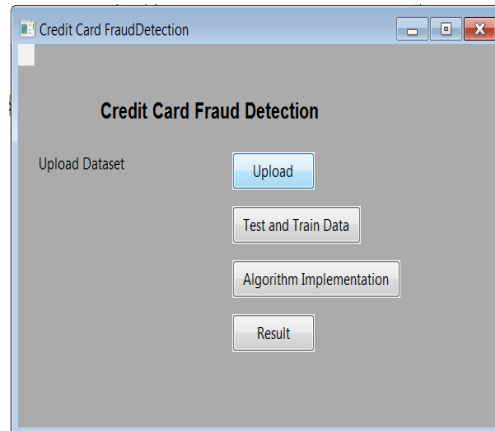 Credit Card FraudDetection
Credit Card Fraud Detection
Upload Dataset
Upload
Test and Train Data
Algorithm Implementation
Result